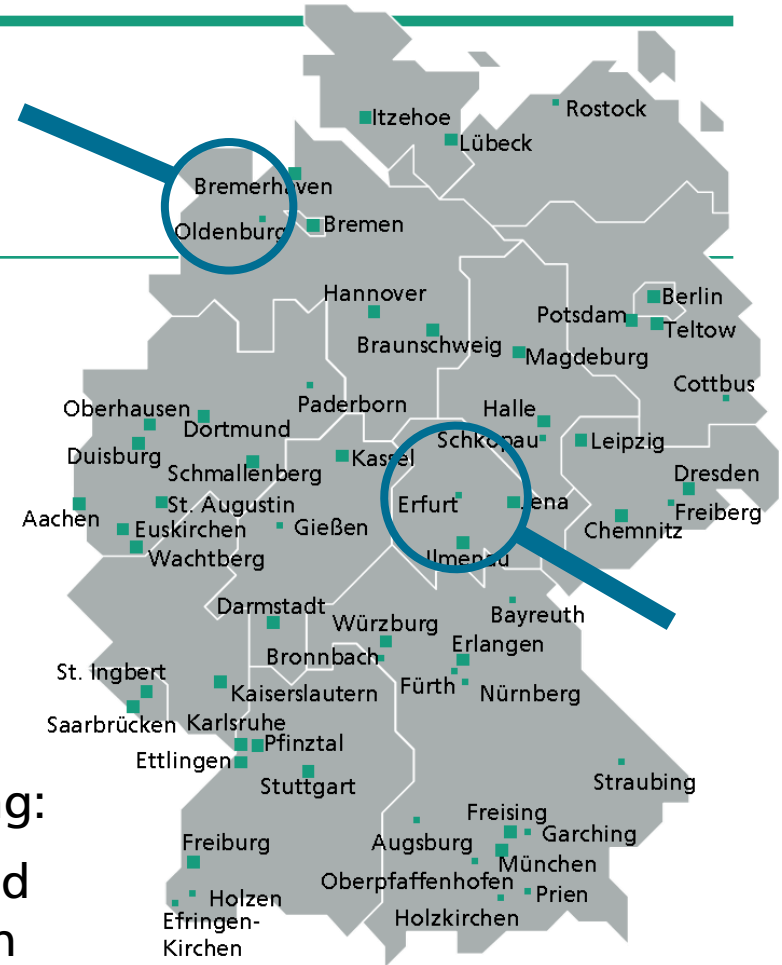 Itzehoe
Rostock
Lübeck
Bremerhaven
Oldenburg
Bremen
Hannover
Berlin
Potsdam
Teltow
Braunschweig
Magdeburg
Cottbus
Paderborn
Oberhausen
Halle
Dortmund
Schkopau
Leipzig
Duisburg
Kassel
Schmallenberg
Dresden
St. Augustin
Erfurt
Jena
Freiberg
Aachen
Euskirchen
Gießen
Chemnitz
Wachtberg
Ilmenau
Darmstadt
Bayreuth
Würzburg
Erlangen
Bronnbach
St. Ingbert
Fürth
Nürnberg
Kaiserslautern
Saarbrücken
Karlsruhe
Pfinztal
Ettlingen
Stuttgart
Straubing
g:
Freising
Garching
Freiburg
Augsburg
München
d
Oberpfaffenhofen
Prien
Holzen
Holzkirchen
Efringen-
Kirchen
n